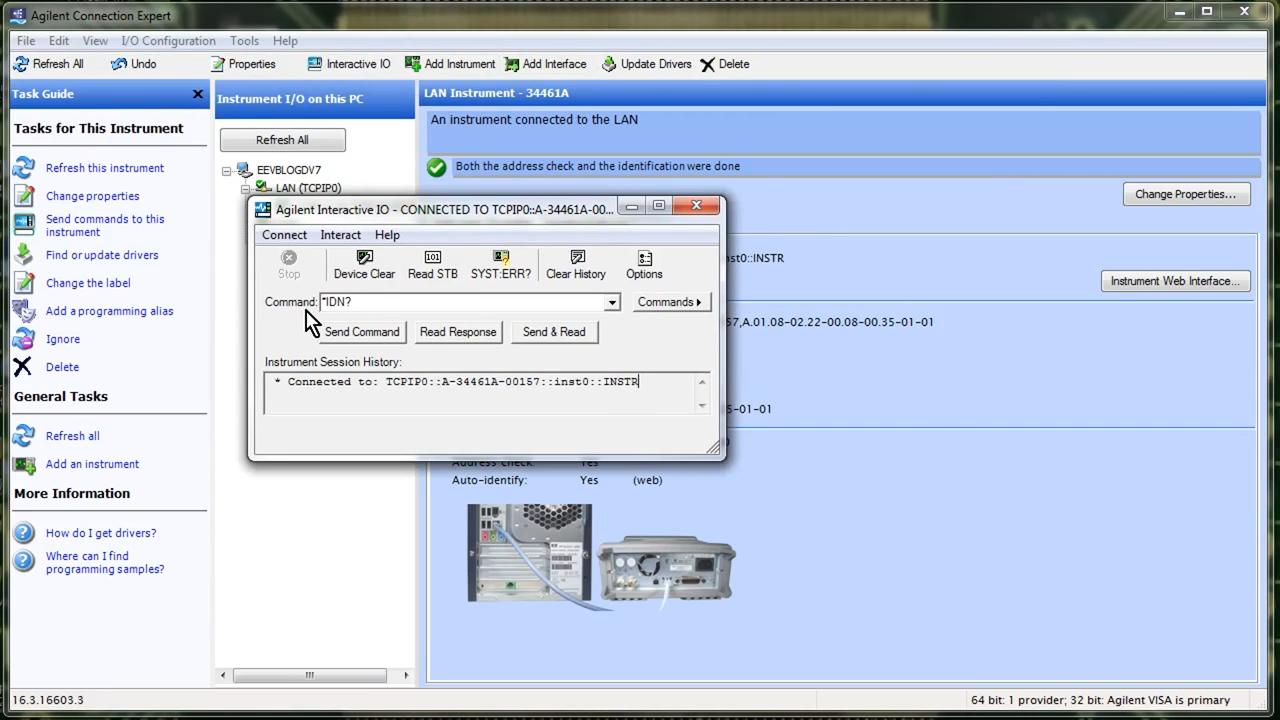 Agilent Connection Expert
File Edit View I/O Configuration Tools Help
Refresh All Undo Properties Interactive IO Add Instrument Add Interface Update Drivers Delete
Task Guide
Tasks for This Instrument
Refresh this instrument
Change properties
Send commands to this
instrument
Find or update drivers
Change the label
Add a programming alias
Ignore
Delete
General Tasks
Refresh all
Add an instrument
More Information
How do I get drivers?
Where can I find
programming samples?
Instrument I/O on this PC
Refresh All
EEVBLOGDV7
LAN (TCPIP0)
LAN Instrument - 34461A
An instrument connected to the LAN
Both the address check and the identification were done
Change Properties...
::INSTR
Instrument Web Interface...
57,A.01.08-02.22-00.08-00.35-01-01
5-01-01
Address check: Yes
Auto-identify: Yes (web)
Agilent Interactive IO - CONNECTED TO TCPIP0::A-34461A-00...
Connect Interact Help
Stop Device Clear Read STB SYST:ERR? Clear History Options
Command: *IDN? Commands
Send Command Read Response Send & Read
Instrument Session History:
* Connected to: TCPIP0::A-34461A-00157::inst0::INSTR
16.3.16603.3
64 bit: 1 provider; 32 bit: Agilent VISA is primary